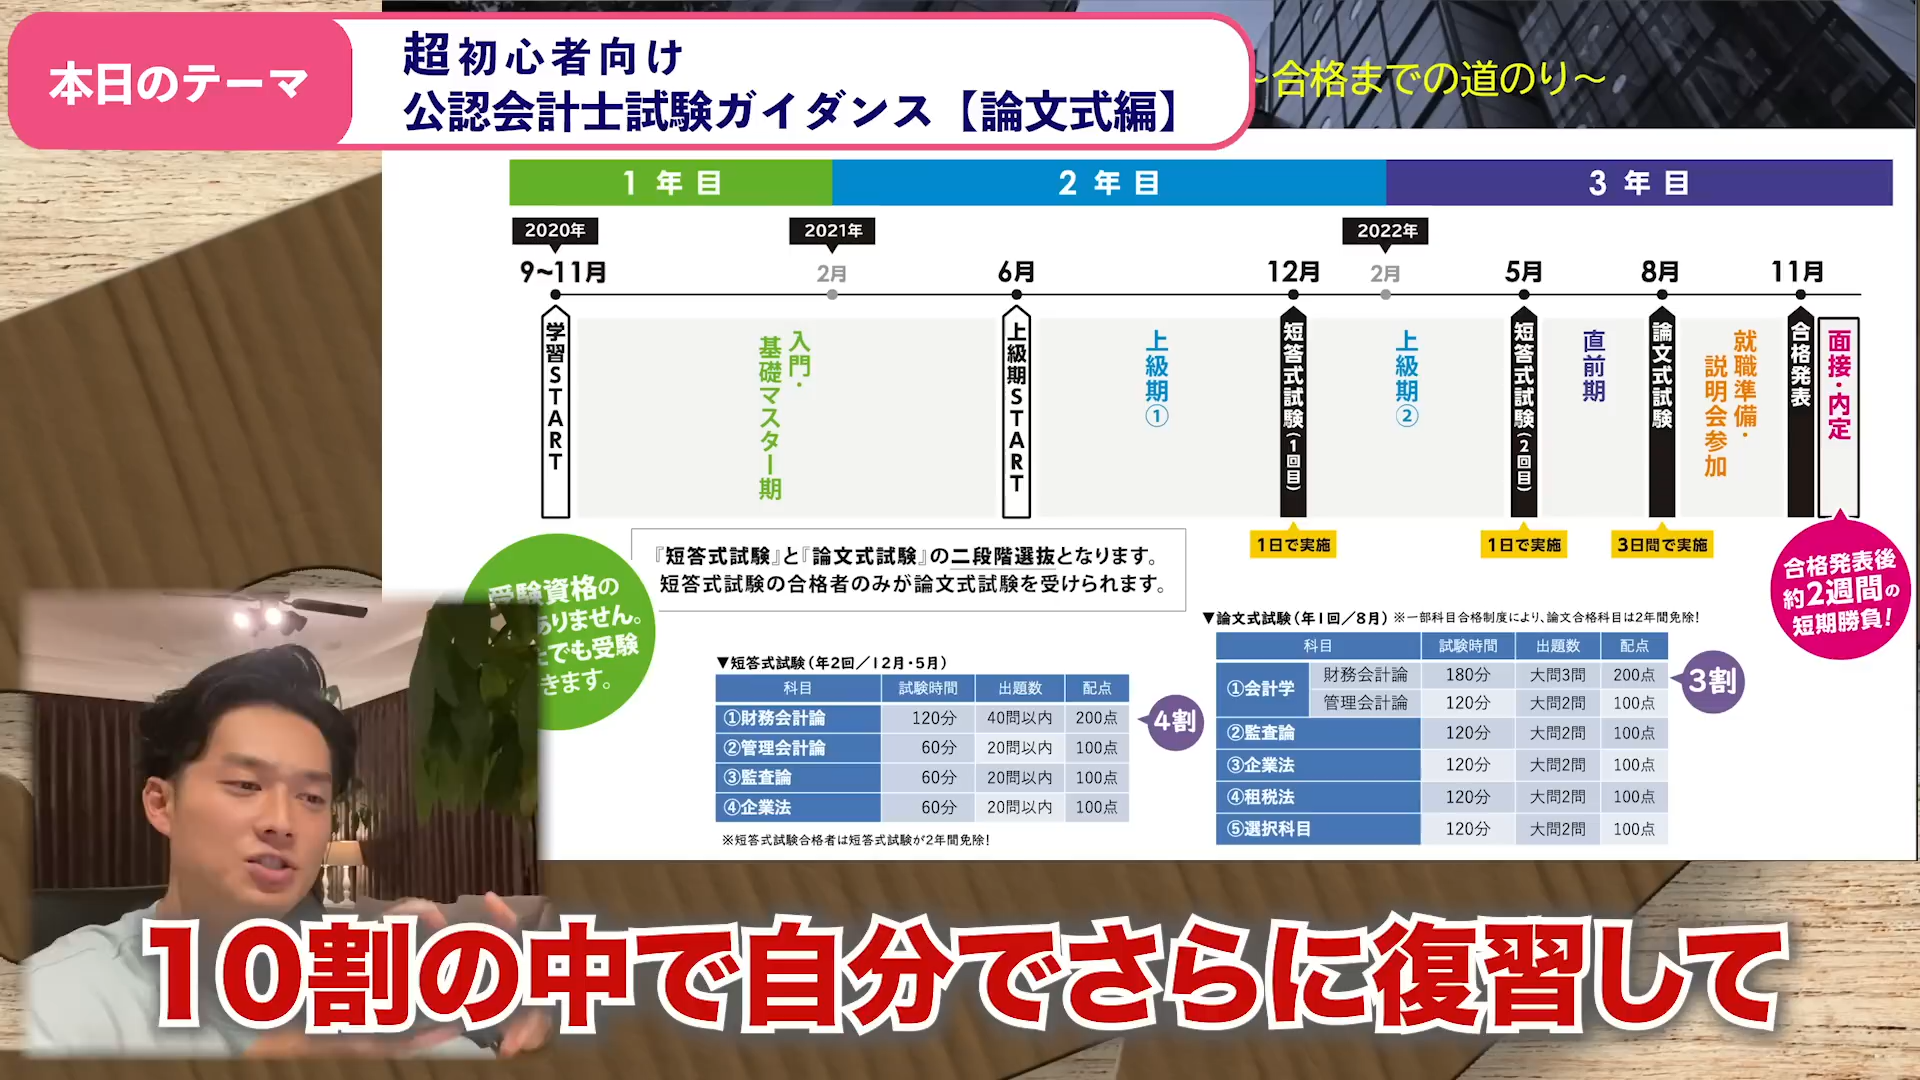 本日のテーマ
超初心者向け
公認会計士試験ガイダンス【論文式編】
~合格までの道のり~
1年目
2年目
3年目
2020年
2021年
2022年
9~11月
2月
6月
12月
2月
5月
8月
11月
学習START
入門・
基礎マスター期
上級期START
上級期①
短答式試験(1回目)
上級期②
短答式試験(2回目)
直前期
論文式試験
就職準備・
説明会参加
合格発表
面接・内定
1日で実施
1日で実施
3日間で実施
『短答式試験』と『論文式試験』の二段階選抜となります。
短答式試験の合格者のみが論文式試験を受けられます。
合格発表後
約2週間の
短期勝負!
受験資格の
ありません。
でも受験
きます。
▼短答式試験(年2回/12月・5月)
科目 試験時間 出題数 配点
①財務会計論 120分 40問以内 200点
②管理会計論 60分 20問以内 100点
③監査論 60分 20問以内 100点
④企業法 60分 20問以内 100点
4割
※短答式試験合格者は短答式試験が2年間免除!
▼論文式試験(年1回/8月) ※一部科目合格制度により、論文合格科目は2年間免除!
科目 試験時間 出題数 配点
①会計学 財務会計論 180分 大問3問 200点
管理会計論 120分 大問2問 100点
②監査論 120分 大問2問 100点
③企業法 120分 大問2問 100点
④租税法 120分 大問2問 100点
⑤選択科目 120分 大問2問 100点
3割
10割の中で自分でさらに復習して